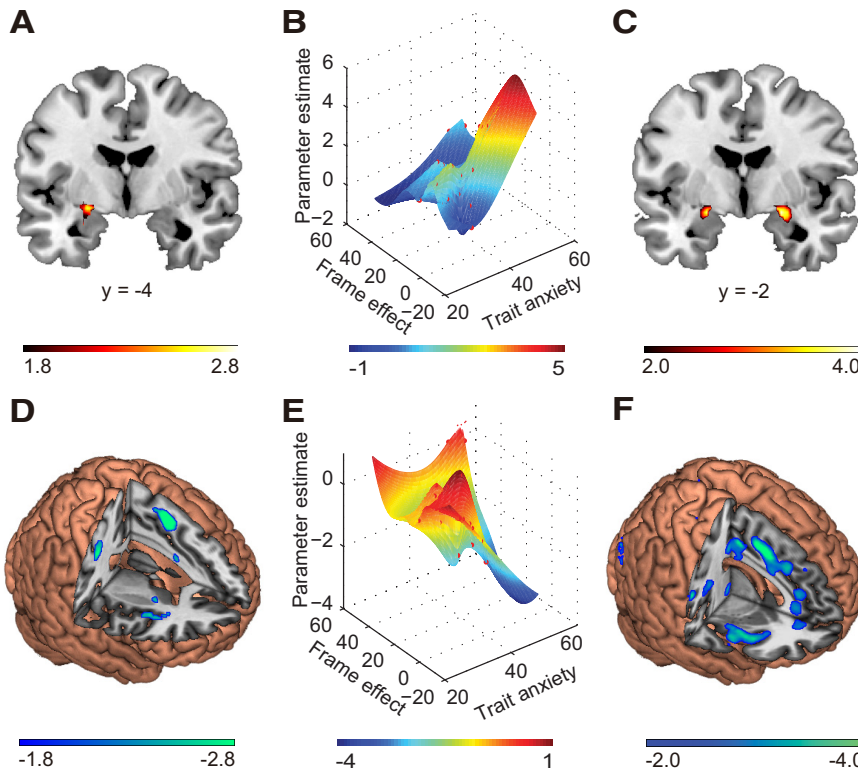 A
y = -4
1.8 2.8
B
Parameter estimate
6
4
2
0
−2
60
40
20
0
−20
Frame effect
20
40
60
Trait anxiety
-1 5
C
y = -2
2.0 4.0
D
-1.8 -2.8
E
Parameter estimate
0
−2
−4
60
40
20
0
−20
Frame effect
20
40
60
Trait anxiety
-4 1
F
-2.0 -4.0